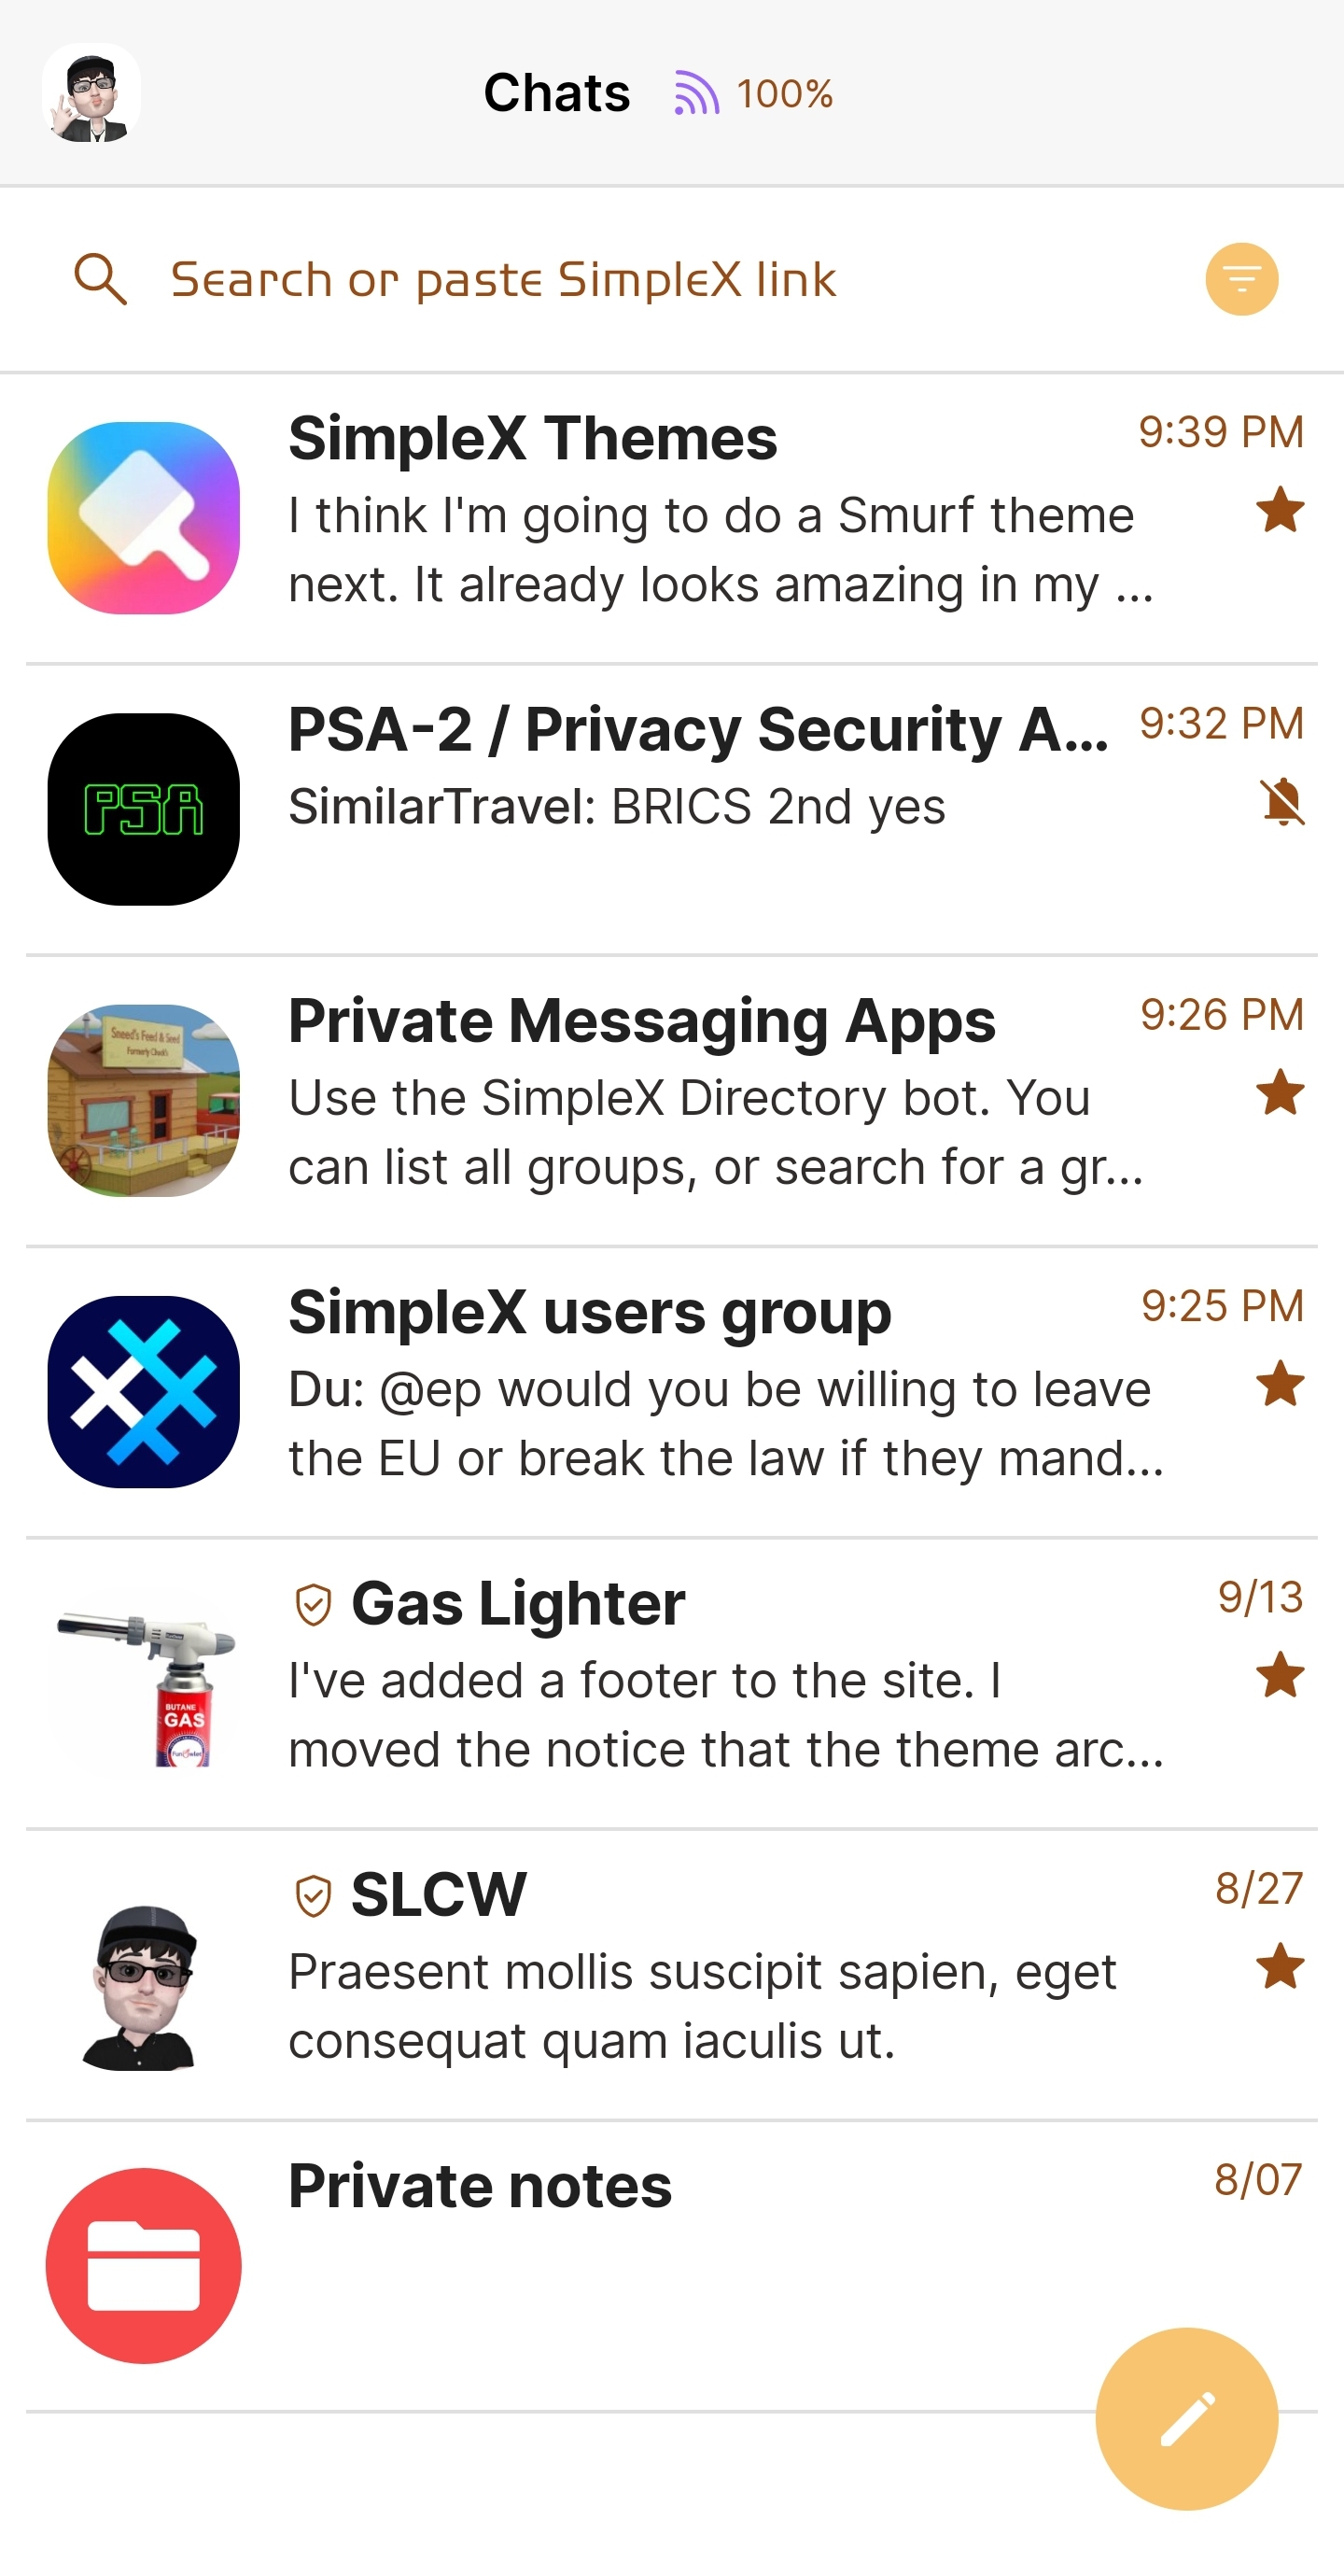 Chats 100%
Search or paste SimpleX link
SimpleX Themes 9:39 PM
I think I'm going to do a Smurf theme
next. It already looks amazing in my ...
PSA-2 / Privacy Security A... 9:32 PM
SimilarTravel: BRICS 2nd yes
PSA
Private Messaging Apps 9:26 PM
Sneed's Feed & Seed
Formerly Chuck's
Use the SimpleX Directory bot. You
can list all groups, or search for a gr...
SimpleX users group 9:25 PM
Du: @ep would you be willing to leave
the EU or break the law if they mand...
Gas Lighter 9/13
I've added a footer to the site. I
moved the notice that the theme arc...
BUTANE
GAS
SLCW 8/27
Praesent mollis suscipit sapien, eget
consequat quam iaculis ut.
Private notes 8/07